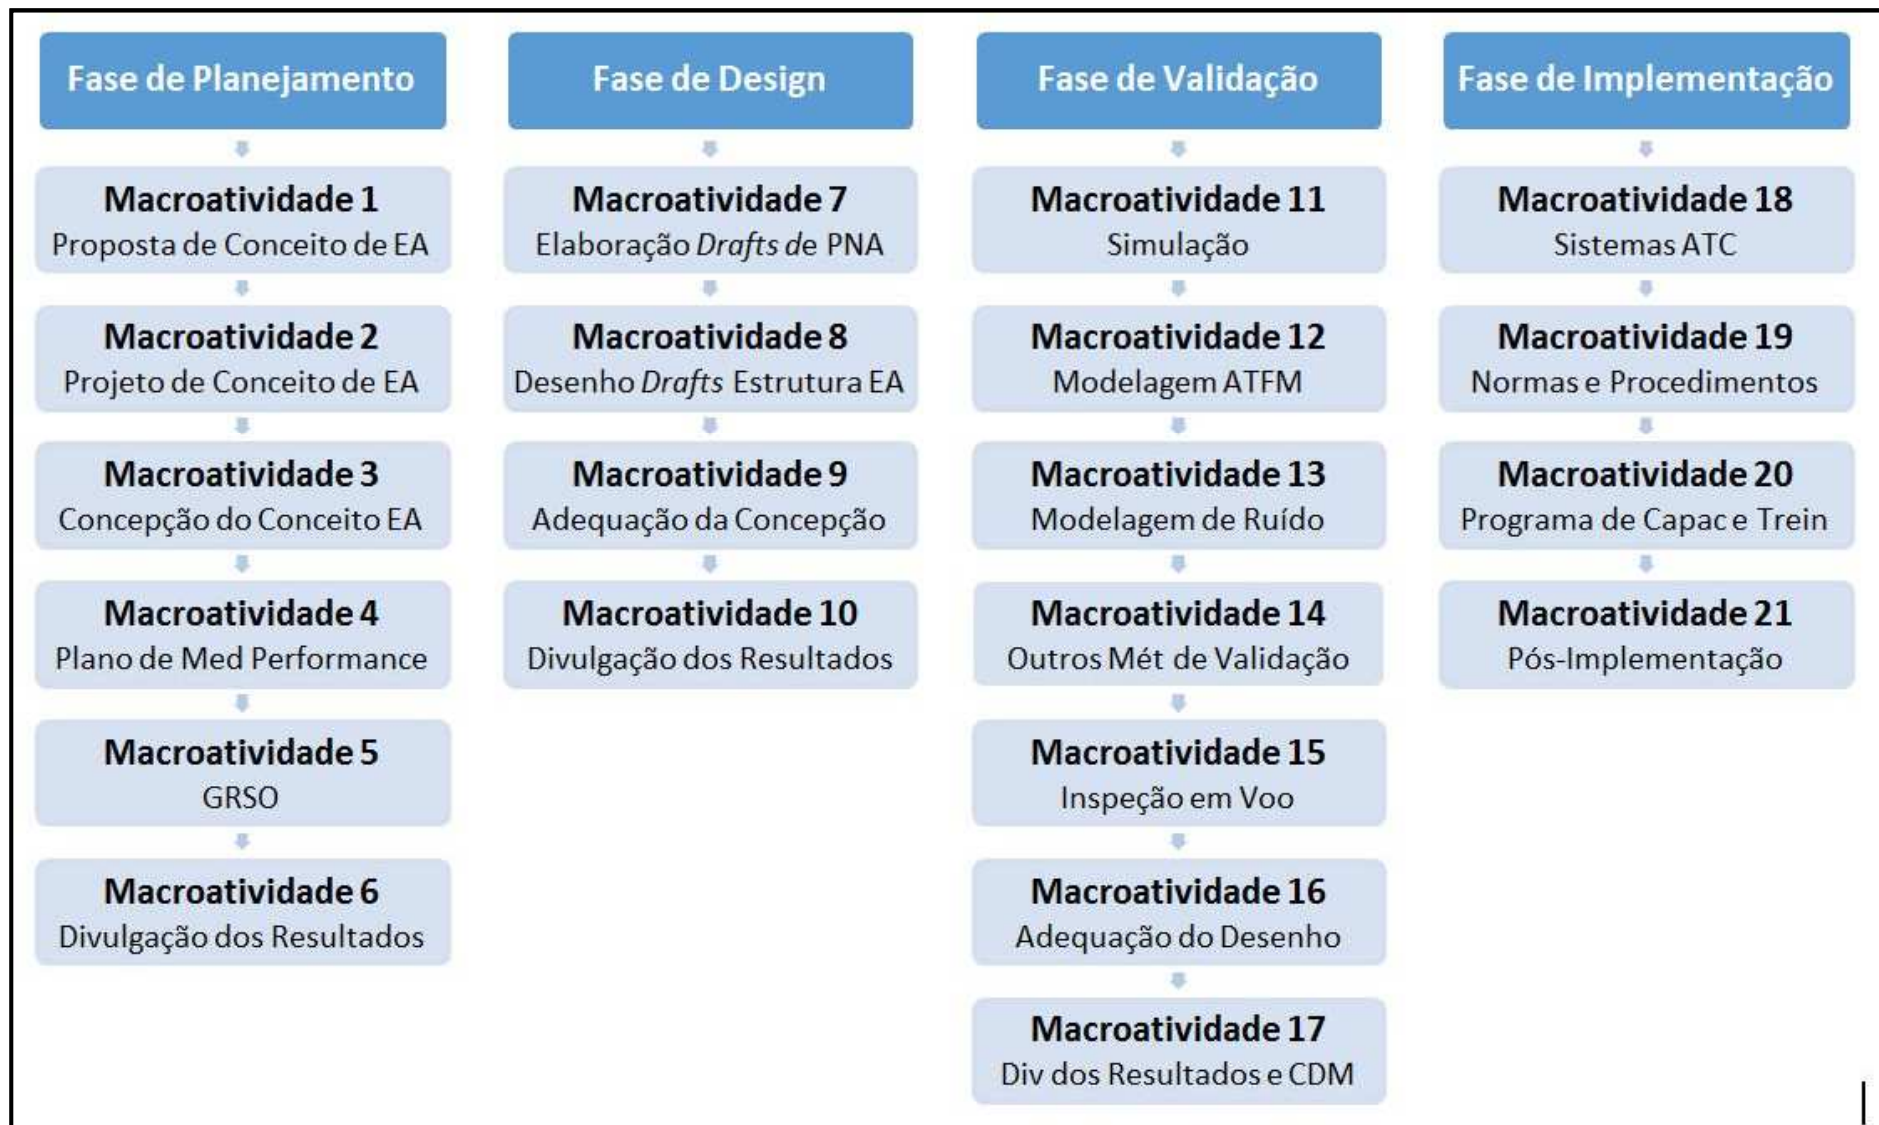 Fase de Planejamento
Macroatividade 1
Proposta de Conceito de EA
Macroatividade 2
Projeto de Conceito de EA
Macroatividade 3
Concepção do Conceito EA
Macroatividade 4
Plano de Med Performance
Macroatividade 5
GRSO
Macroatividade 6
Divulgação dos Resultados
Fase de Design
Macroatividade 7
Elaboração Drafts de PNA
Macroatividade 8
Desenho Drafts Estrutura EA
Macroatividade 9
Adequação da Concepção
Macroatividade 10
Divulgação dos Resultados
Fase de Validação
Macroatividade 11
Simulação
Macroatividade 12
Modelagem ATFM
Macroatividade 13
Modelagem de Ruído
Macroatividade 14
Outros Mét de Validação
Macroatividade 15
Inspeção em Voo
Macroatividade 16
Adequação do Desenho
Macroatividade 17
Div dos Resultados e CDM
Fase de Implementação
Macroatividade 18
Sistemas ATC
Macroatividade 19
Normas e Procedimentos
Macroatividade 20
Programa de Capac e Trein
Macroatividade 21
Pós-Implementação